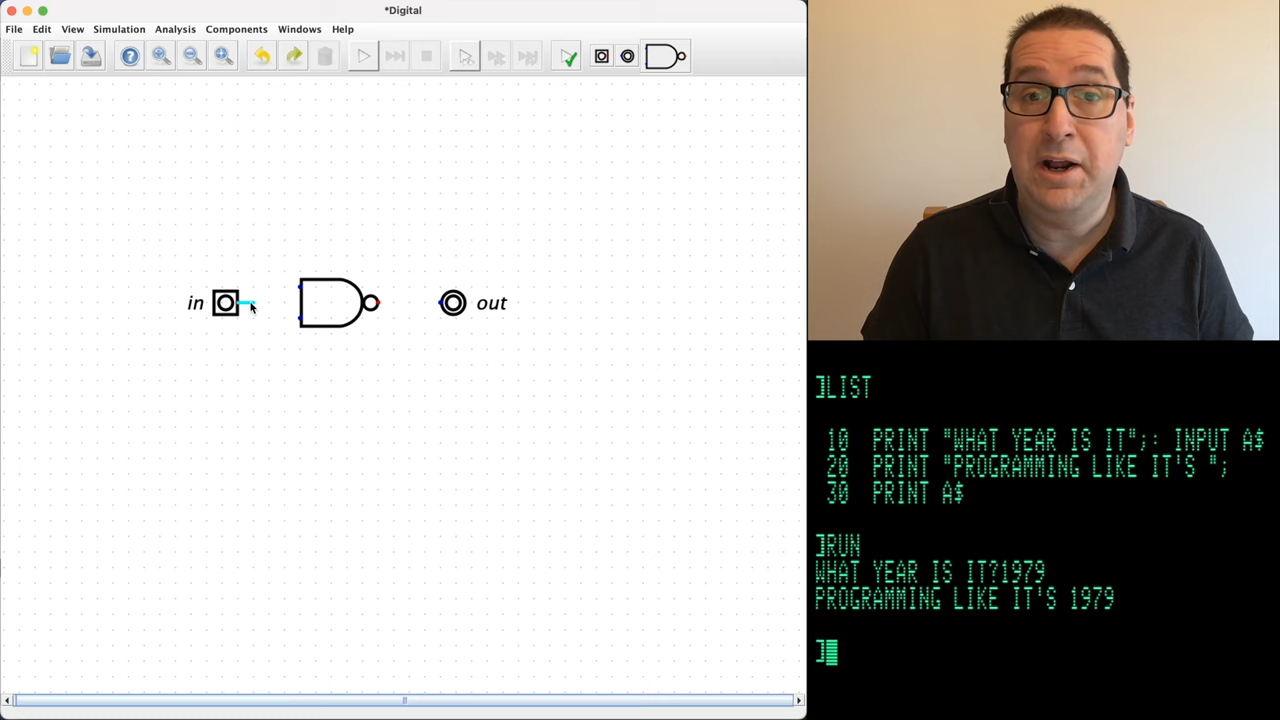 *Digital
File Edit View Simulation Analysis Components Windows Help
in
out
]LIST
10 PRINT "WHAT YEAR IS IT";: INPUT A$
20 PRINT "PROGRAMMING LIKE IT'S ";
30 PRINT A$
]RUN
WHAT YEAR IS IT?1979
PROGRAMMING LIKE IT'S 1979
]